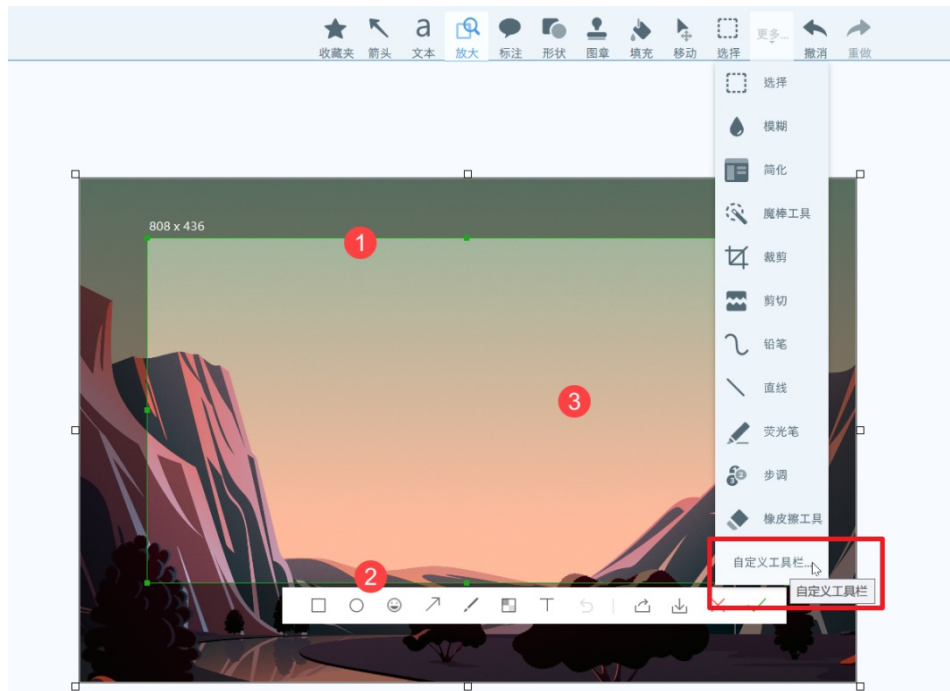 收藏夹 箭头 文本 放大 标注 形状 图章 填充 移动 选择 更多... 撤消 重做
选择
模糊
简化
魔棒工具
裁剪
剪切
铅笔
直线
荧光笔
步调
橡皮擦工具
自定义工具栏...
自定义工具栏
808 x 436
1
3
2